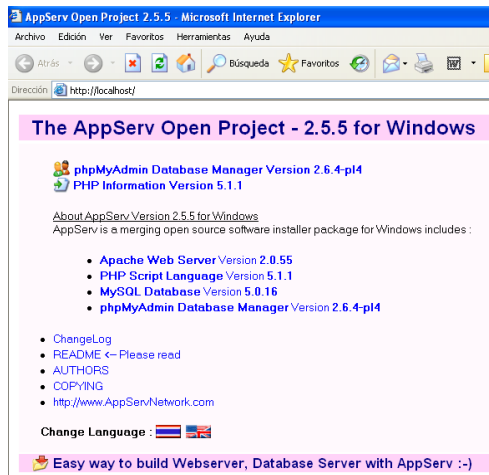 AppServ Open Project 2.5.5 - Microsoft Internet Explorer
Archivo Edición Ver Favoritos Herramientas Ayuda
Atrás Búsqueda Favoritos
Dirección http://localhost/
The AppServ Open Project - 2.5.5 for Windows
phpMyAdmin Database Manager Version 2.6.4-pl4
PHP Information Version 5.1.1
About AppServ Version 2.5.5 for Windows
AppServ is a merging open source software installer package for Windows includes :
Apache Web Server Version 2.0.55
PHP Script Language Version 5.1.1
MySQL Database Version 5.0.16
phpMyAdmin Database Manager Version 2.6.4-pl4
ChangeLog
README <-- Please read
AUTHORS
COPYING
http://www.AppServNetwork.com
Change Language :
Easy way to build Webserver, Database Server with AppServ :-)